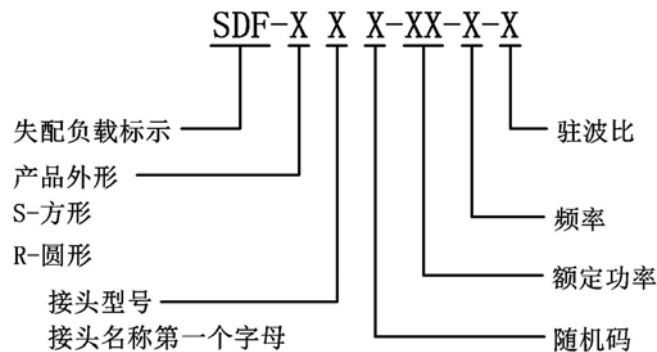 SDF-X X X-XX-X-X
失配负载标示
驻波比
产品外形
S-方形
频率
R-圆形
额定功率
接头型号
接头名称第一个字母
随机码